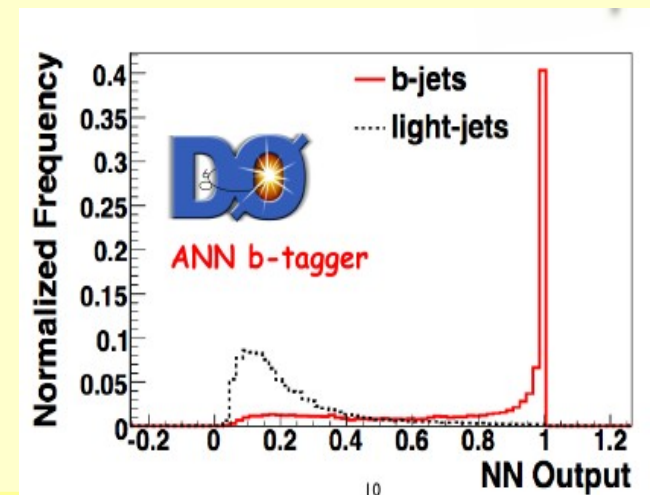 Normalized Frequency
0.4
0.35
0.3
0.25
0.2
0.15
0.1
0.05
0
b-jets
light-jets
DØ
ANN b-tagger
-0.2 0 0.2 0.4 0.6 0.8 1 1.2
NN Output
10